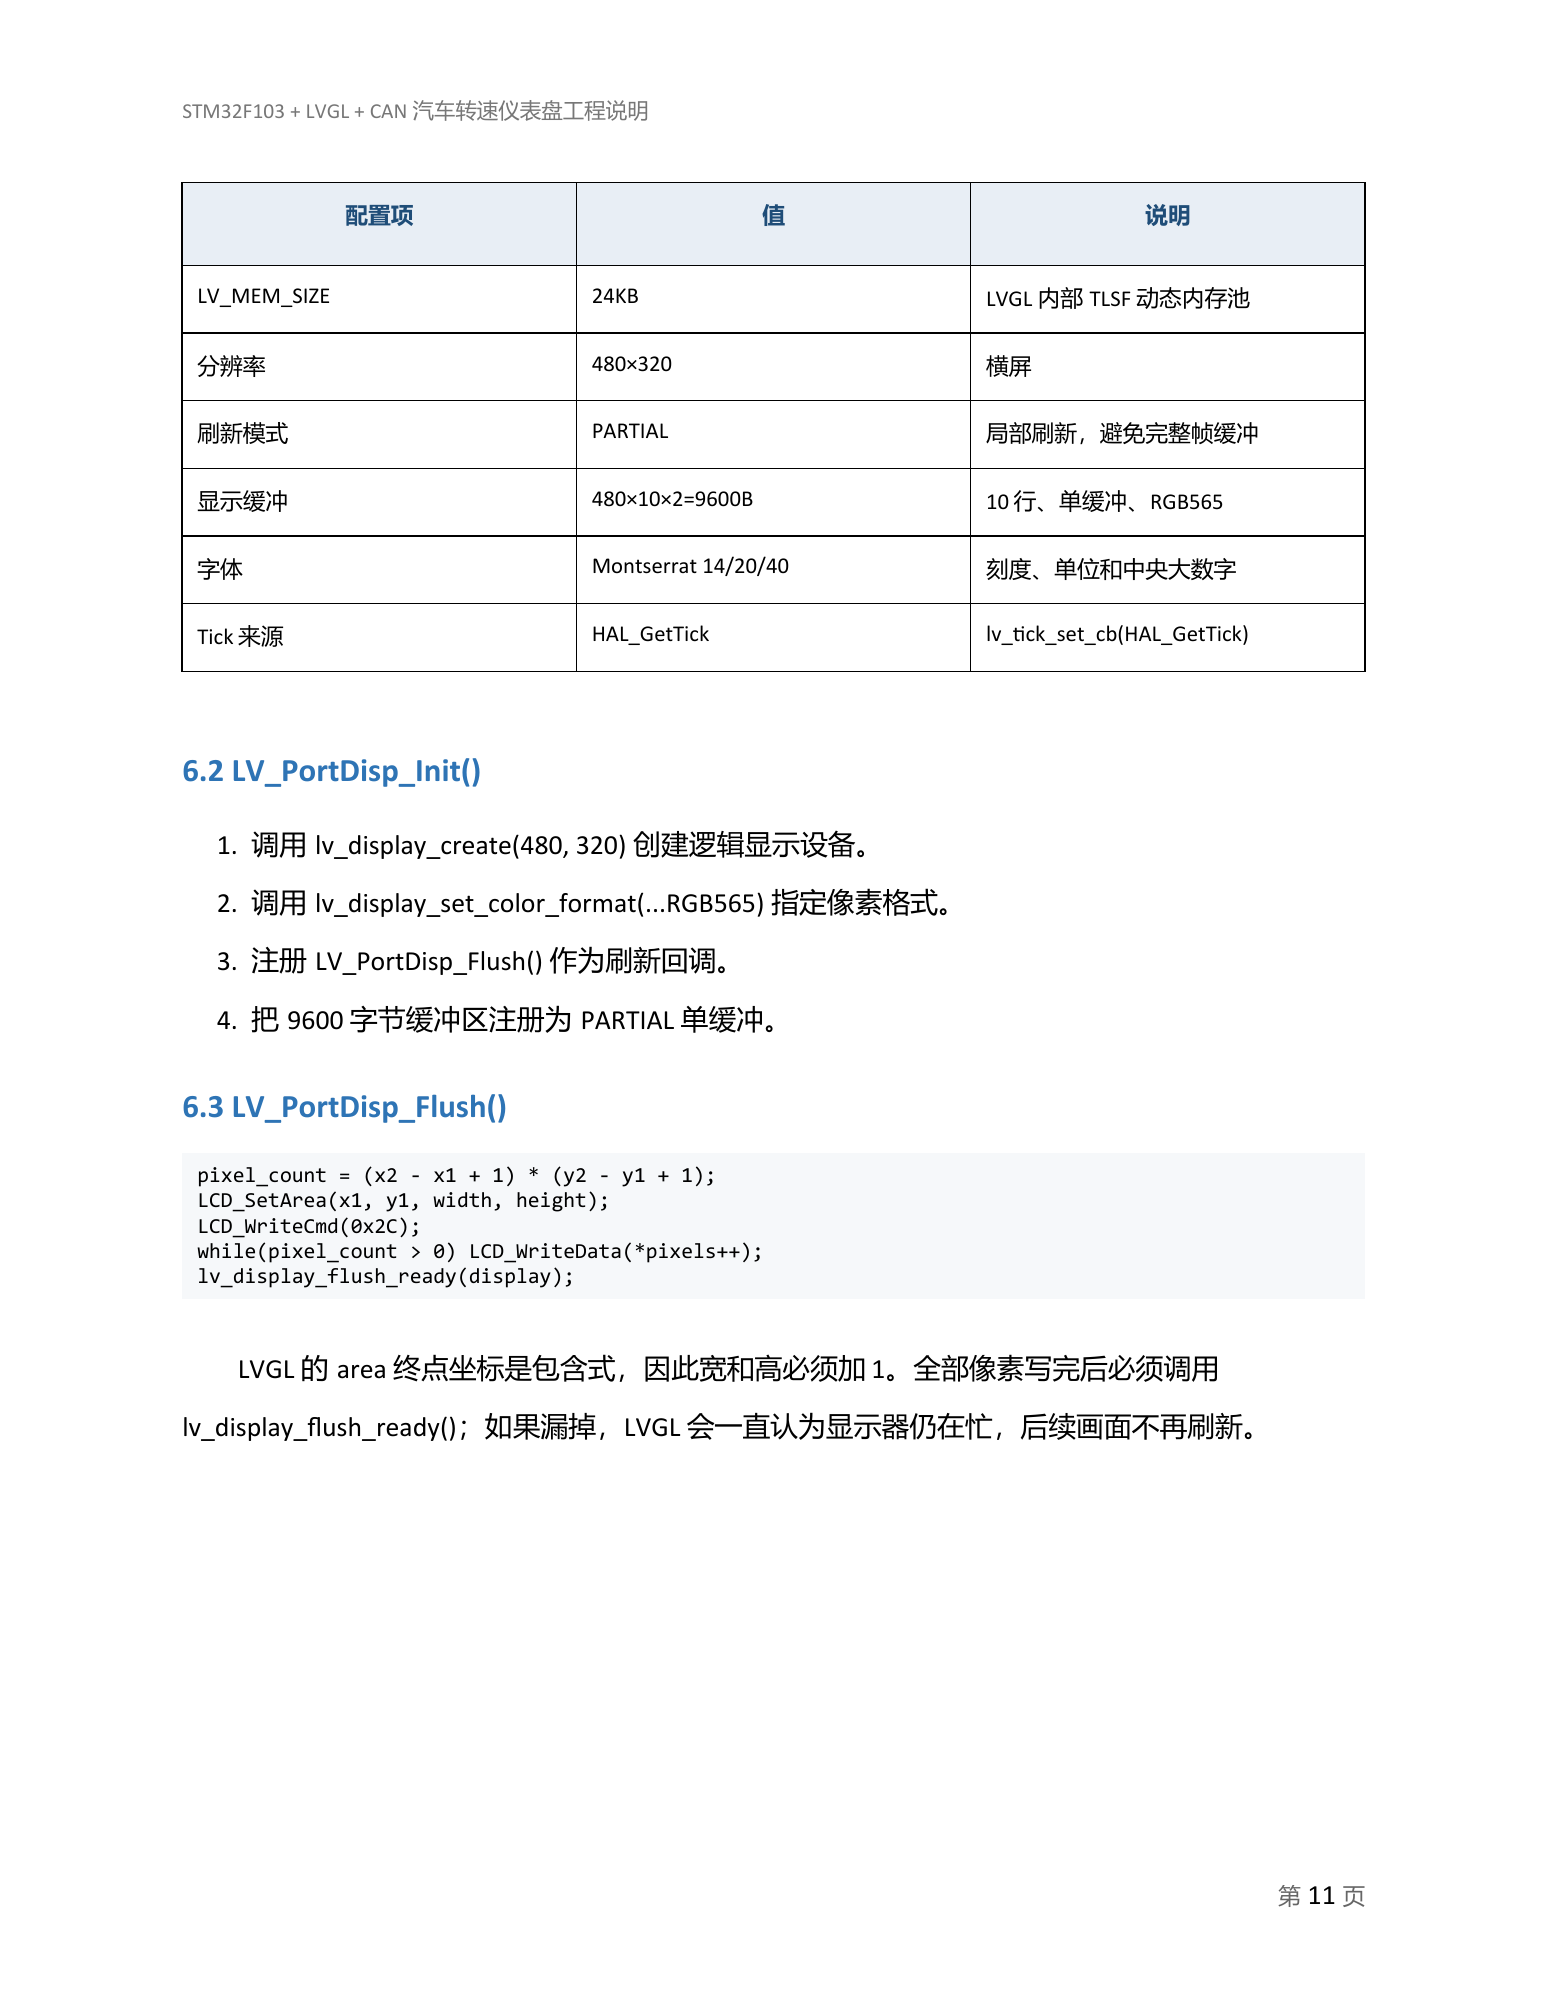 STM32F103 + LVGL + CAN 汽车转速仪表盘工程说明
配置项 值 说明
LV_MEM_SIZE 24KB LVGL 内部 TLSF 动态内存池
分辨率 480×320 横屏
刷新模式 PARTIAL 局部刷新，避免完整帧缓冲
显示缓冲 480×10×2=9600B 10 行、单缓冲、RGB565
字体 Montserrat 14/20/40 刻度、单位和中央大数字
Tick 来源 HAL_GetTick lv_tick_set_cb(HAL_GetTick)
6.2 LV_PortDisp_Init()
1. 调用 lv_display_create(480, 320) 创建逻辑显示设备。
2. 调用 lv_display_set_color_format(...RGB565) 指定像素格式。
3. 注册 LV_PortDisp_Flush() 作为刷新回调。
4. 把 9600 字节缓冲区注册为 PARTIAL 单缓冲。
6.3 LV_PortDisp_Flush()
pixel_count = (x2 - x1 + 1) * (y2 - y1 + 1);
LCD_SetArea(x1, y1, width, height);
LCD_WriteCmd(0x2C);
while(pixel_count > 0) LCD_WriteData(*pixels++);
lv_display_flush_ready(display);
LVGL 的 area 终点坐标是包含式，因此宽和高必须加 1。全部像素写完后必须调用
lv_display_flush_ready()；如果漏掉，LVGL 会一直认为显示器仍在忙，后续画面不再刷新。
第 11 页